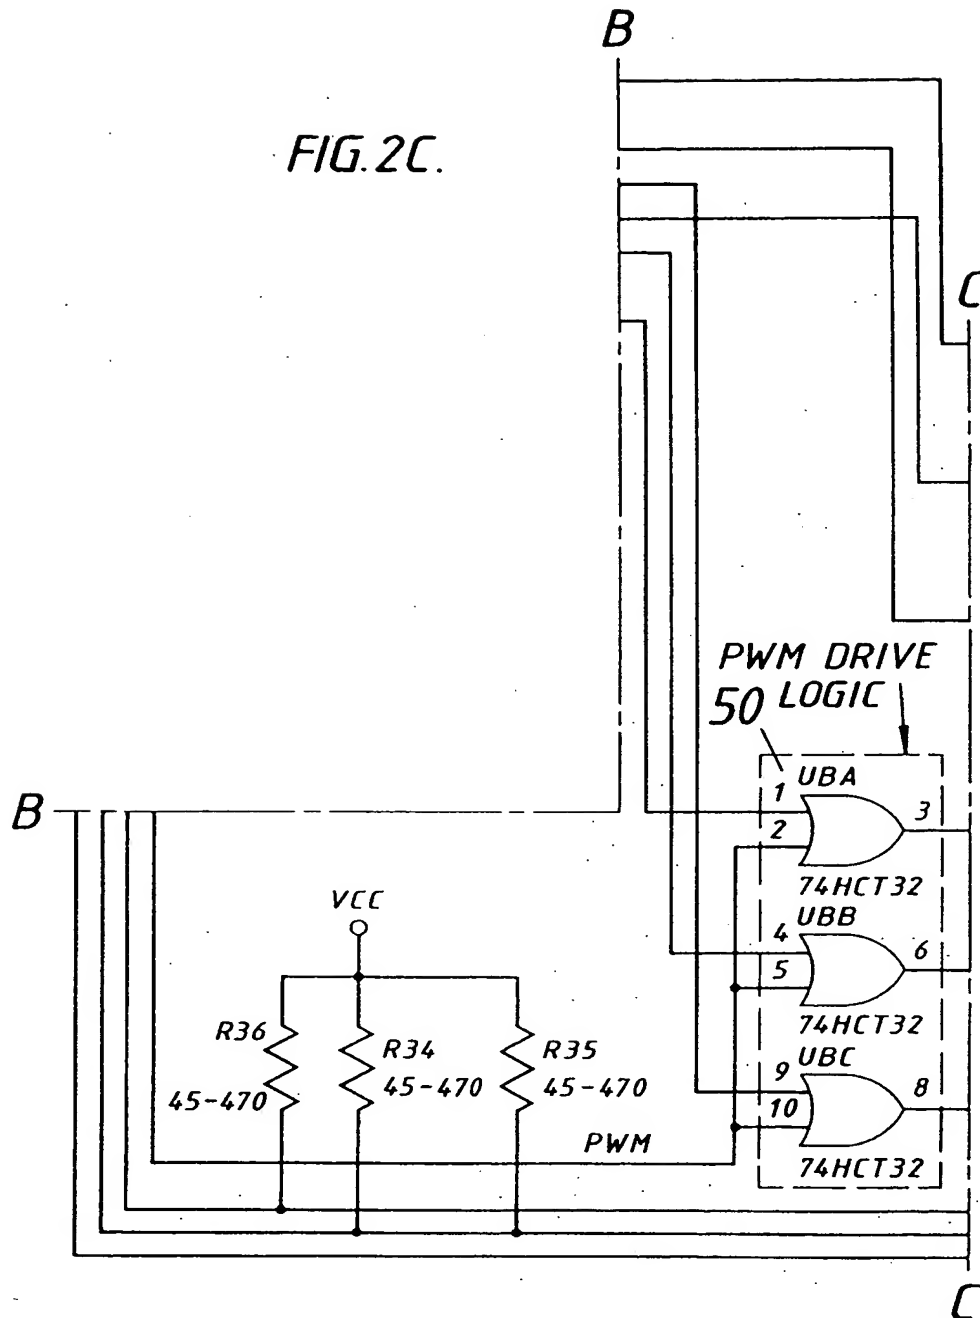 B
FIG.2C.
C
PWM DRIVE
50 LOGIC
UBA
1
2
3
74HCT32
B
VCC
UBB
4
5
6
74HCT32
R36
45-470
R34
45-470
R35
45-470
UBC
9
10
8
74HCT32
PWM
C